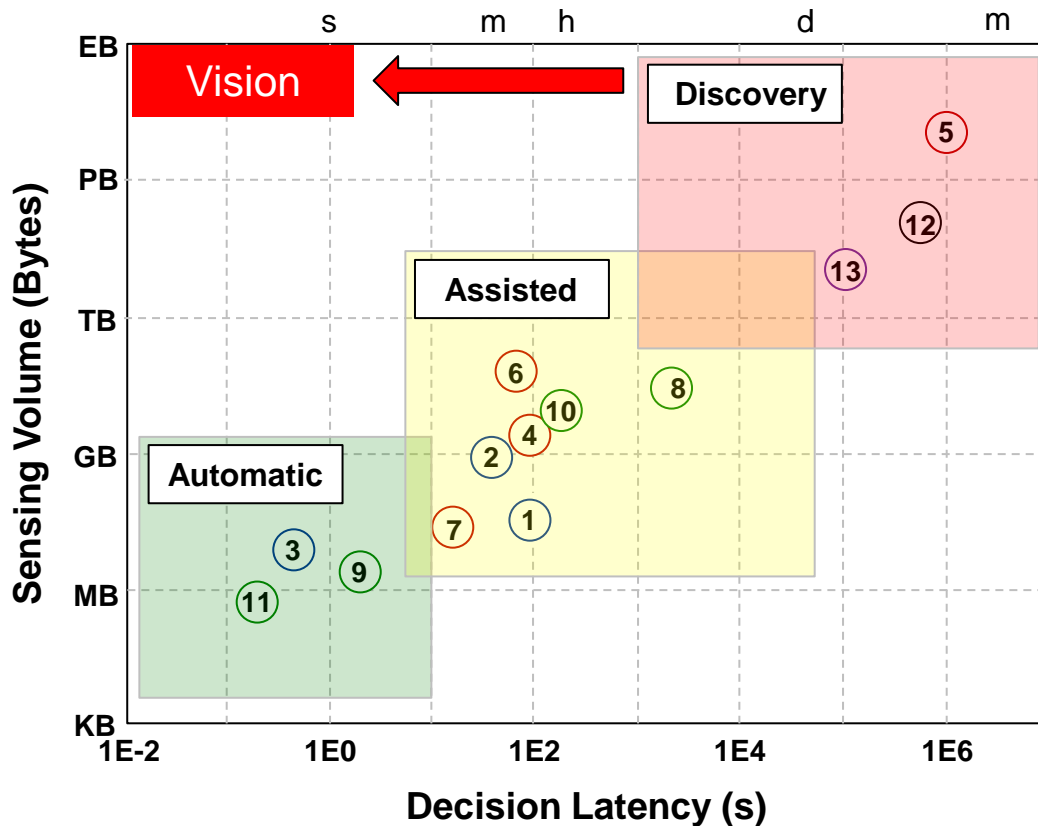 s m h d m
EB
Vision
Discovery
5
PB
12
13
Assisted
TB
6
8
10
4
GB
2
Automatic
1
7
3
9
MB
11
KB
1E-2 1E0 1E2 1E4 1E6
Decision Latency (s)
Sensing Volume (Bytes)